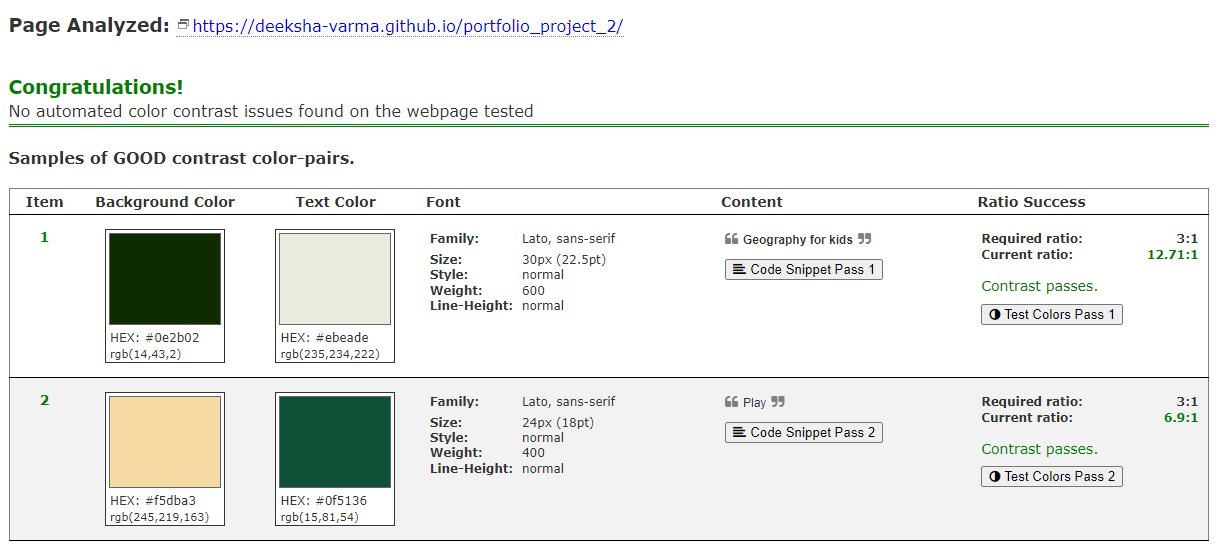 Page Analyzed: https://deeksha-varma.github.io/portfolio_project_2/
Congratulations!
No automated color contrast issues found on the webpage tested
Samples of GOOD contrast color-pairs.
Item Background Color Text Color Font Content Ratio Success
1
HEX: #0e2b02
rgb(14,43,2)
HEX: #ebeade
rgb(235,234,222)
Family: Lato, sans-serif
Size: 30px (22.5pt)
Style: normal
Weight: 600
Line-Height: normal
❝ Geography for kids ❞
Code Snippet Pass 1
Required ratio: 3:1
Current ratio: 12.71:1
Contrast passes.
Test Colors Pass 1
2
HEX: #f5dba3
rgb(245,219,163)
HEX: #0f5136
rgb(15,81,54)
Family: Lato, sans-serif
Size: 24px (18pt)
Style: normal
Weight: 400
Line-Height: normal
❝ Play ❞
Code Snippet Pass 2
Required ratio: 3:1
Current ratio: 6.9:1
Contrast passes.
Test Colors Pass 2